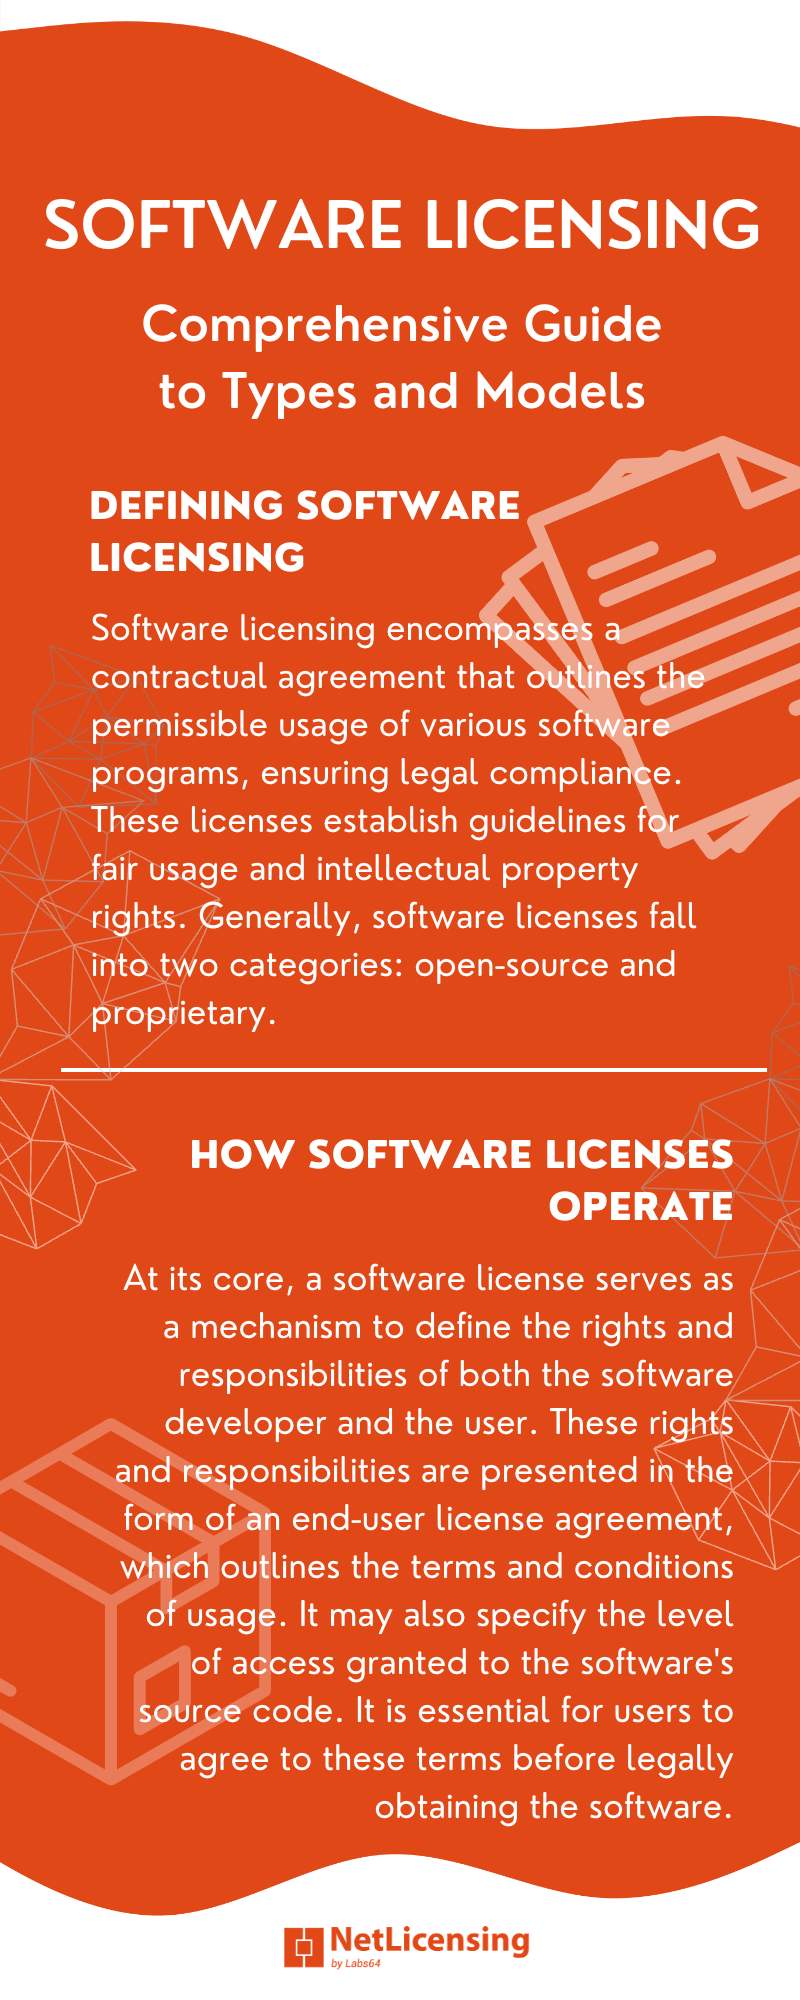 SOFTWARE LICENSING
Comprehensive Guide
to Types and Models
DEFINING SOFTWARE
LICENSING
Software licensing encompasses a
contractual agreement that outlines the
permissible usage of various software
programs, ensuring legal compliance.
These licenses establish guidelines for
fair usage and intellectual property
rights. Generally, software licenses fall
into two categories: open-source and
proprietary.
HOW SOFTWARE LICENSES
OPERATE
At its core, a software license serves as
a mechanism to define the rights and
responsibilities of both the software
developer and the user. These rights
and responsibilities are presented in the
form of an end-user license agreement,
which outlines the terms and conditions
of usage. It may also specify the level
of access granted to the software's
source code. It is essential for users to
agree to these terms before legally
obtaining the software.
NetLicensing
by Labs64